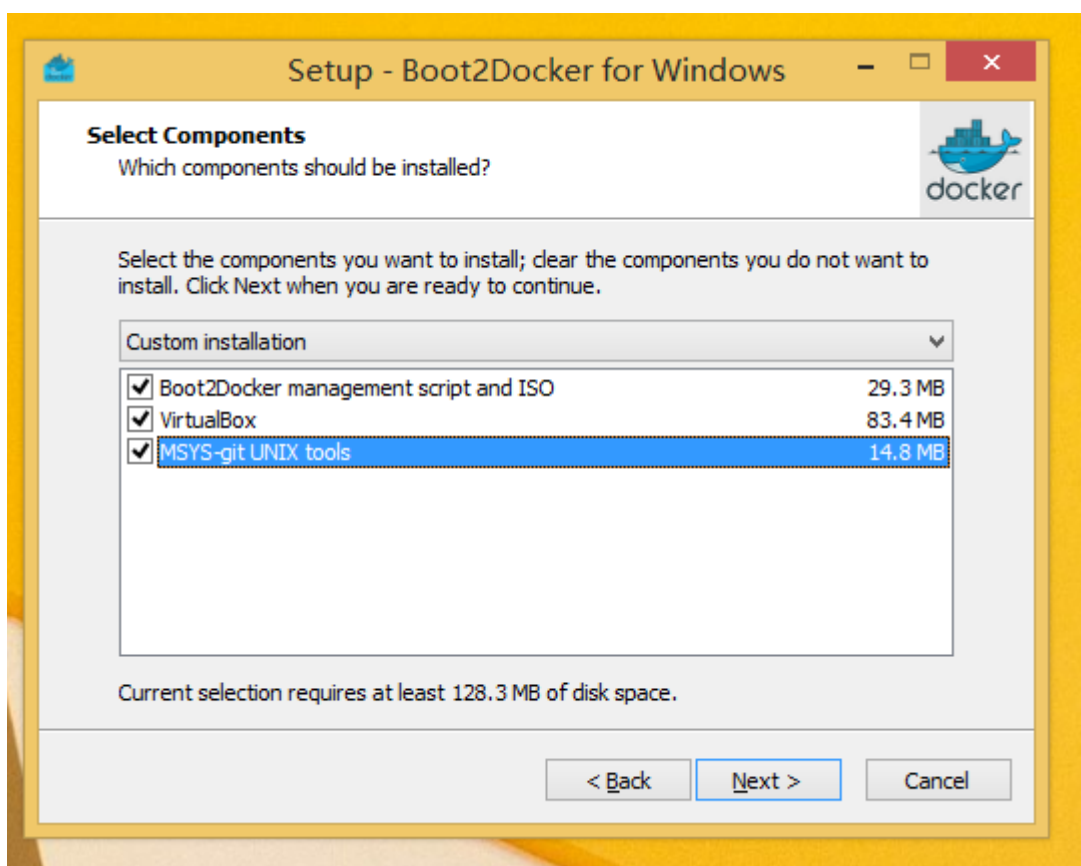 Setup - Boot2Docker for Windows
Select Components
Which components should be installed?
docker
Select the components you want to install; clear the components you do not want to
install. Click Next when you are ready to continue.
Custom installation
Boot2Docker management script and ISO 29.3 MB
VirtualBox 83.4 MB
MSYS-git UNIX tools 14.8 MB
Current selection requires at least 128.3 MB of disk space.
< Back Next > Cancel